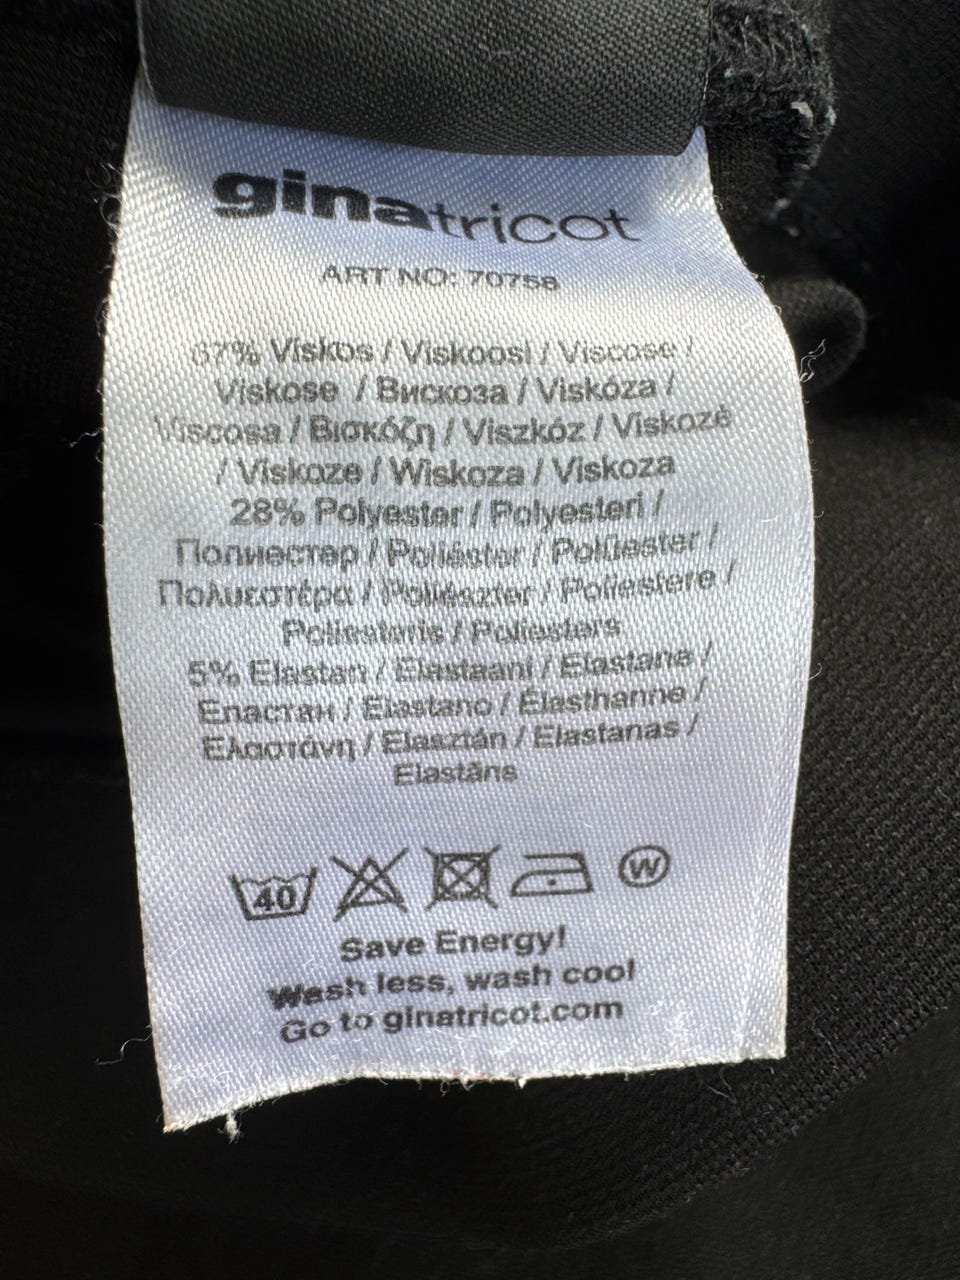 ginatricot
ART NO: 70758
67% Viskos / Viskoosi / Viscose /
Viskose / Вискоза / Viskóza /
Viscosa / Βισκόζη / Viszkóz / Viskozė
/ Viskoze / Wiskoza / Viskoza
28% Polyester / Polyesteri /
Полиестер / Poliéster / Polüester /
Πολυεστέρα / Poliészter / Poliestere /
Poliesteris / Poliesters
5% Elastan / Elastaani / Elastane /
Еластан / Elastano / Élasthanne /
Ελαστάνη / Elasztán / Elastanas /
Elastāns
40
W
Save Energy!
Wash less, wash cool
Go to ginatricot.com